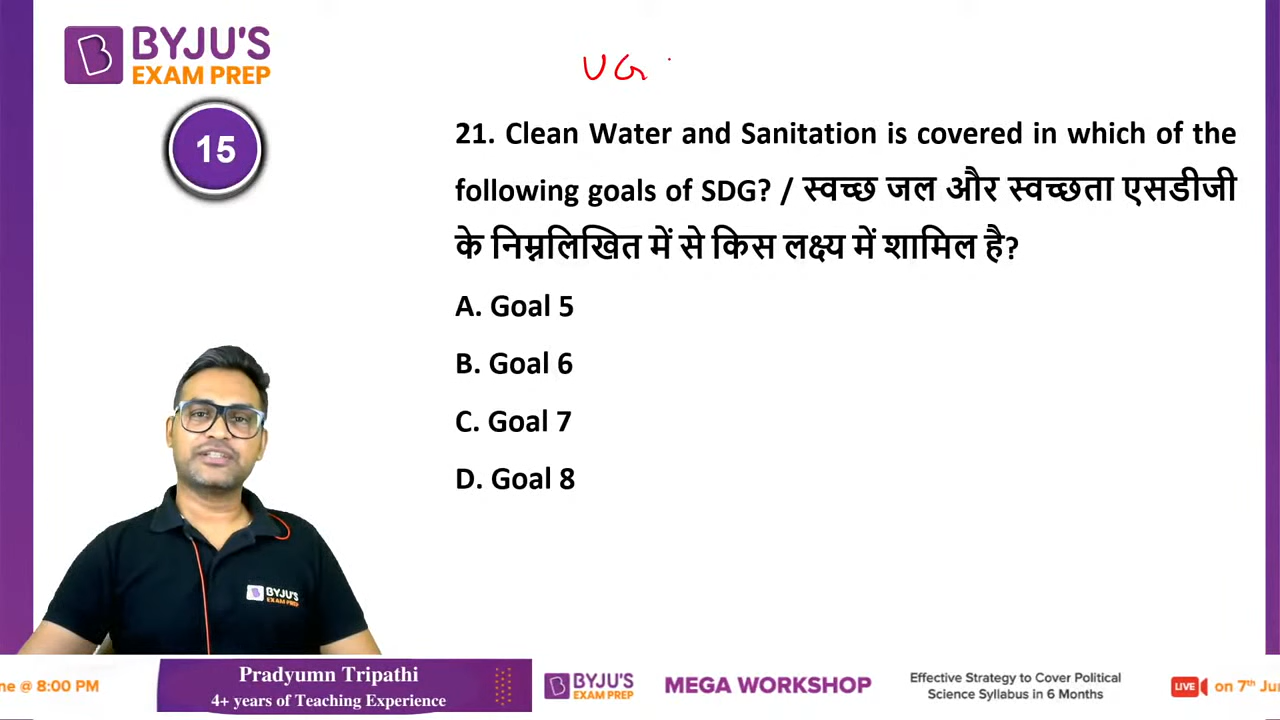 BYJU'S
EXAM PREP
UG
15
21. Clean Water and Sanitation is covered in which of the
following goals of SDG? / स्वच्छ जल और स्वच्छता एसडीजी
के निम्नलिखित में से किस लक्ष्य में शामिल है?
A. Goal 5
B. Goal 6
C. Goal 7
D. Goal 8
BYJU'S
EXAM PREP
Pradyumn Tripathi
4+ years of Teaching Experience
@ 8:00 PM
BYJU'S
EXAM PREP
MEGA WORKSHOP
Effective Strategy to Cover Political
Science Syllabus in 6 Months
LIVE
on 7th